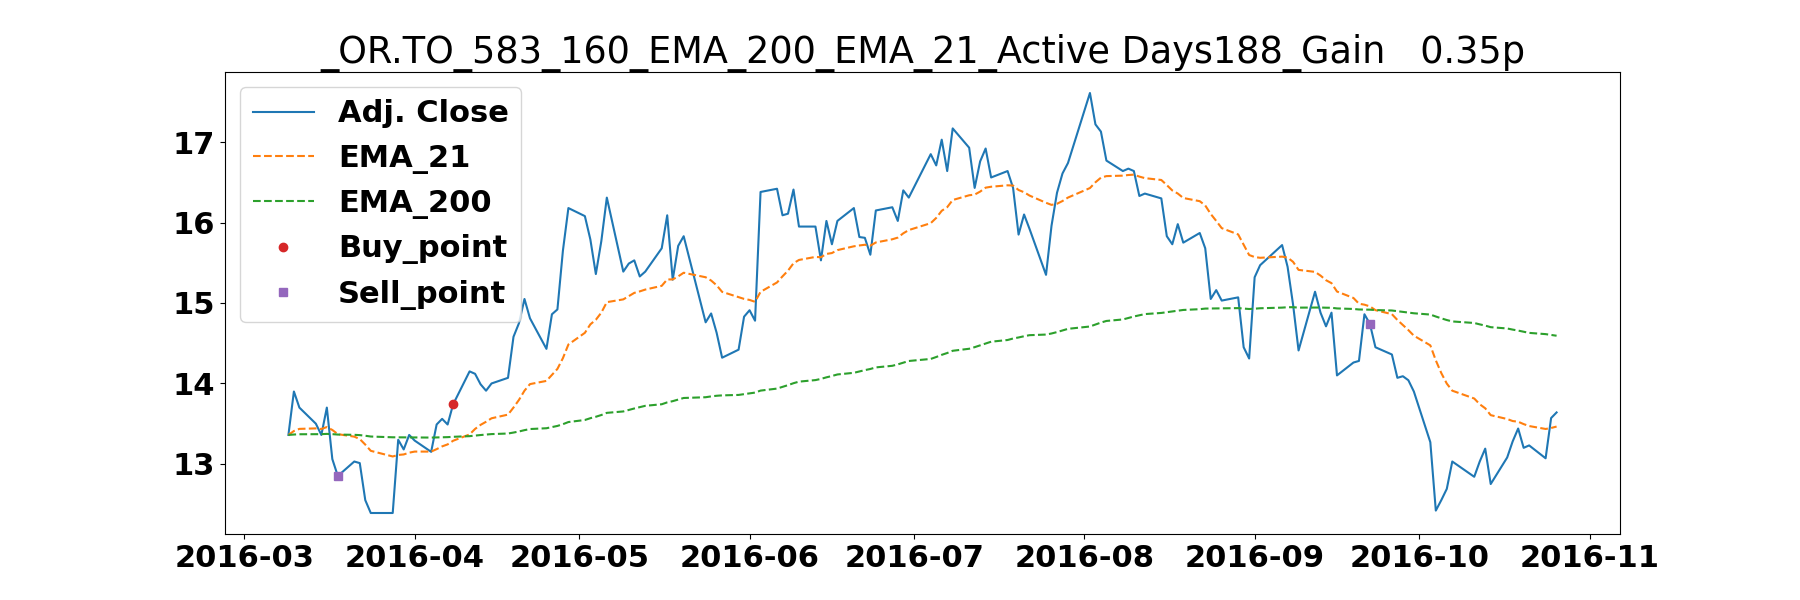 _OR.TO_583_160_EMA_200_EMA_21_Active Days188_Gain   0.35p
Adj. Close
EMA_21
EMA_200
Buy_point
Sell_point
17
16
15
14
13
2016-03 2016-04 2016-05 2016-06 2016-07 2016-08 2016-09 2016-10 2016-11